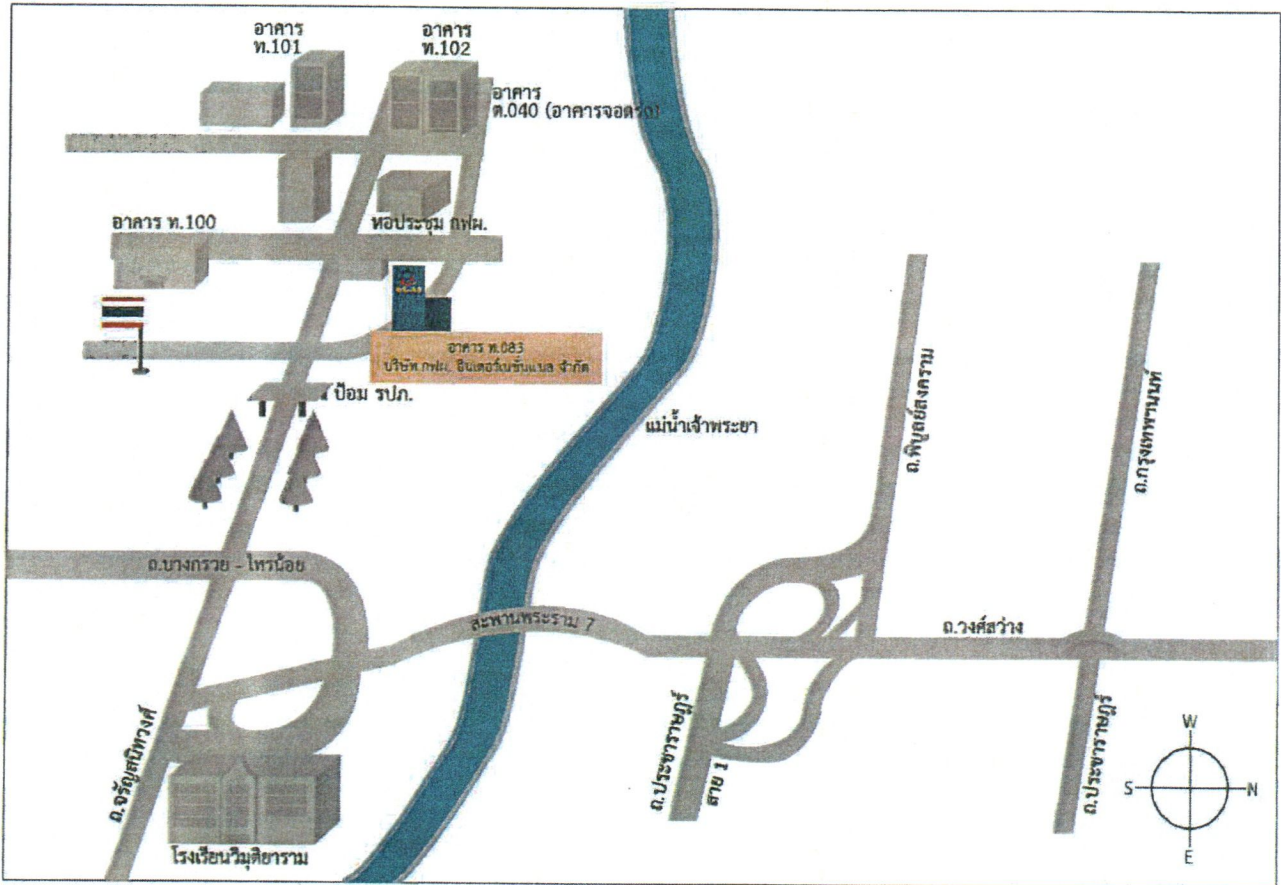 อาคาร
ท.101
อาคาร
ท.102
อาคาร
ต.040 (อาคารจอดรถ)
อาคาร ท.100
หอประชุม กฟผ.
อาคาร ท.083
บริษัท กฟผ. อินเตอร์เนชั่นแนล จำกัด
ป้อม รปภ.
แม่น้ำเจ้าพระยา
ถ.พิบูลย์สงคราม
ถ.กรุงเทพานนท์
ถ.บางกรวย - ไทรน้อย
สะพานพระราม 7
ถ.วงศ์สว่าง
ถ.จรัญสนิทวงศ์
ถ.ประชาราษฎร์
สาย 1
ถ.ประชาราษฎร์
โรงเรียนวิมุติยาราม
W
S
N
E